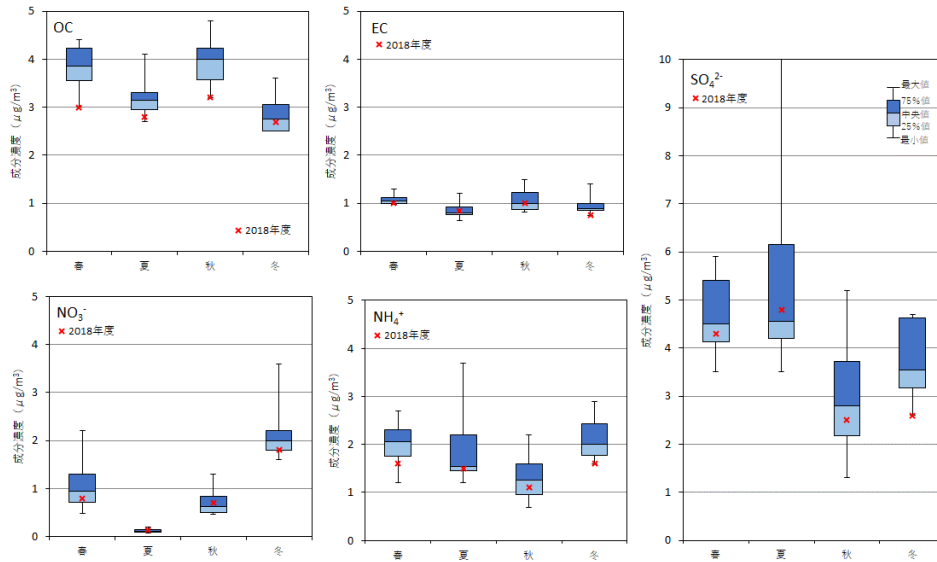 OC
成分濃度（μg/m³）
5
4
3
2
1
0
春 夏 秋 冬
×2018年度
EC
×2018年度
成分濃度（μg/m³）
5
4
3
2
1
0
春 夏 秋 冬
NO₃⁻
×2018年度
成分濃度（μg/m³）
5
4
3
2
1
0
春 夏 秋 冬
NH₄⁺
×2018年度
成分濃度（μg/m³）
5
4
3
2
1
0
春 夏 秋 冬
SO₄²⁻
×2018年度
最大値
75%値
中央値
25%値
最小値
成分濃度（μg/m³）
10
9
8
7
6
5
4
3
2
1
0
春 夏 秋 冬